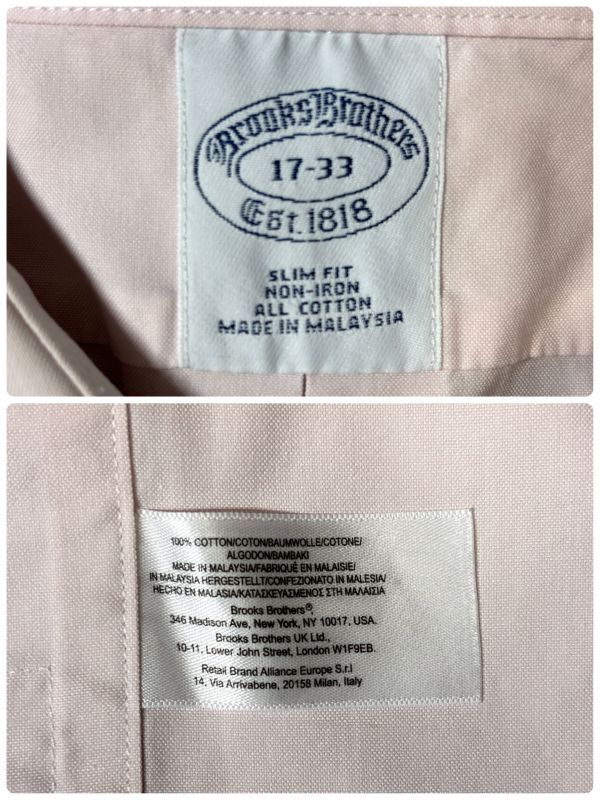 Brooks Brothers
17-33
Est. 1818
SLIM FIT
NON-IRON
ALL COTTON
MADE IN MALAYSIA
100% COTTON/COTON/BAUMWOLLE/COTONE/
ALGODON/BAMBAKI
MADE IN MALAYSIA/FABRIQUÉ EN MALAISIE/
IN MALAYSIA HERGESTELLT/CONFEZIONATO IN MALESIA/
HECHO EN MALASIA/ΚΑΤΑΣΚΕΥΑΣΜΕΝΟΣ ΣΤΗ ΜΑΛΑΙΣΙΑ
Brooks Brothers®,
346 Madison Ave, New York, NY 10017, USA.
Brooks Brothers UK Ltd.,
10-11, Lower John Street, London W1F9EB.
Retail Brand Alliance Europe S.r.l
14, Via Arrivabene, 20158 Milan, Italy